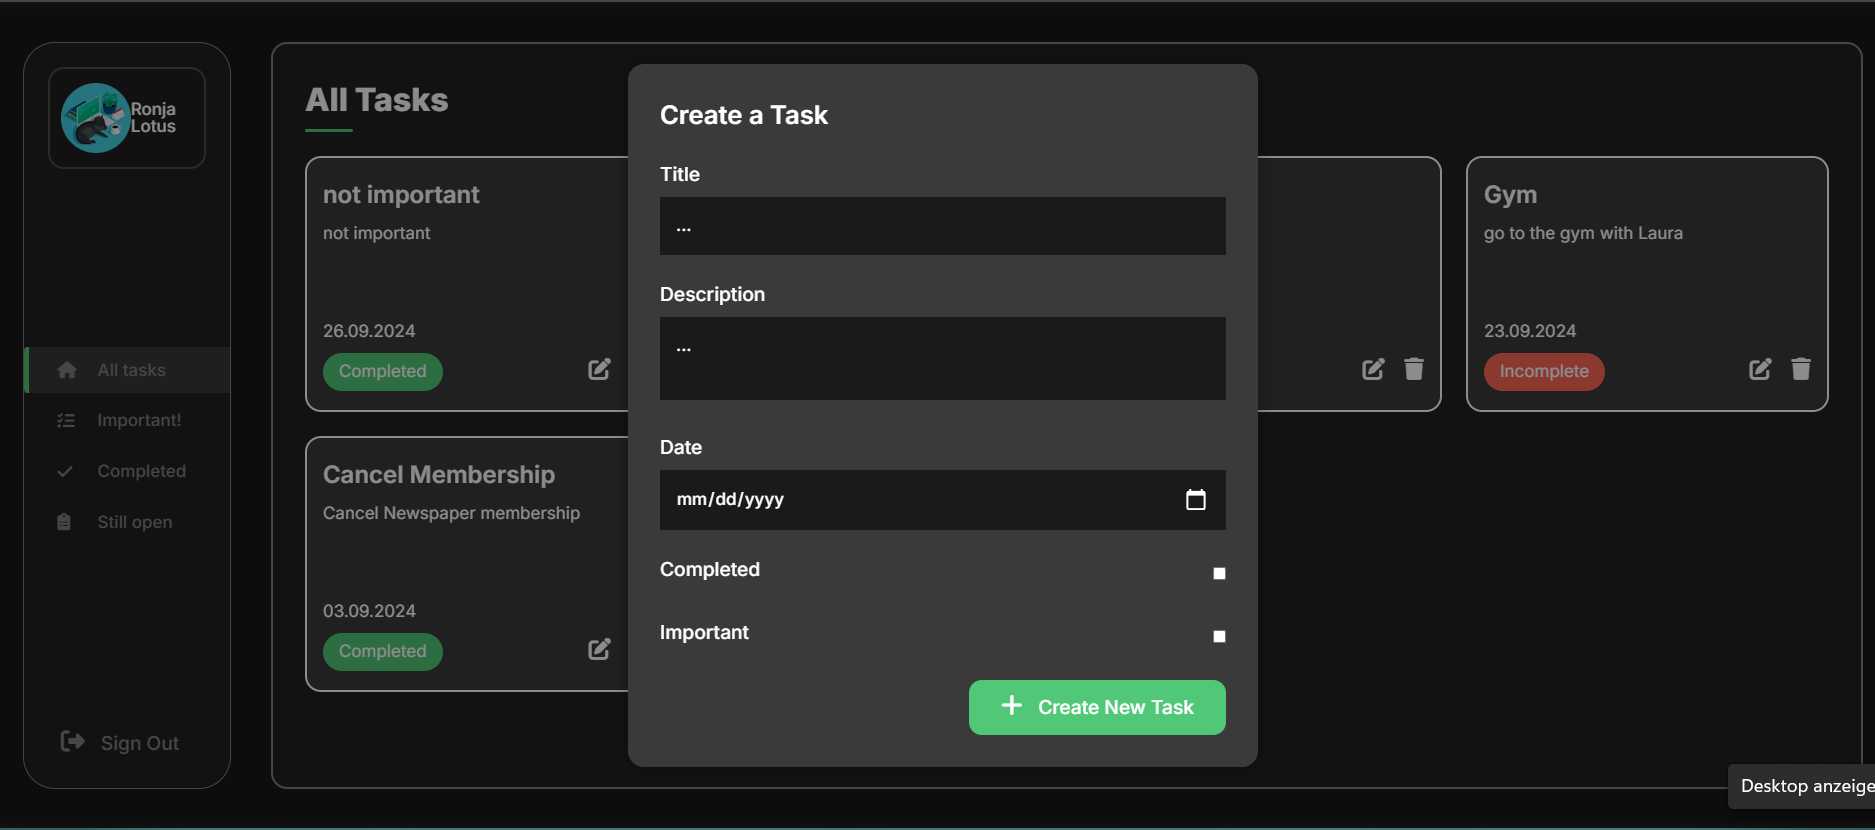 Ronja
Lotus
All tasks
Important!
Completed
Still open
Sign Out
All Tasks
not important
not important
26.09.2024
Completed
Cancel Membership
Cancel Newspaper membership
03.09.2024
Completed
Create a Task
Title
...
Description
...
Date
mm/dd/yyyy
Completed
Important
Create New Task
Gym
go to the gym with Laura
23.09.2024
Incomplete
Desktop anzeige